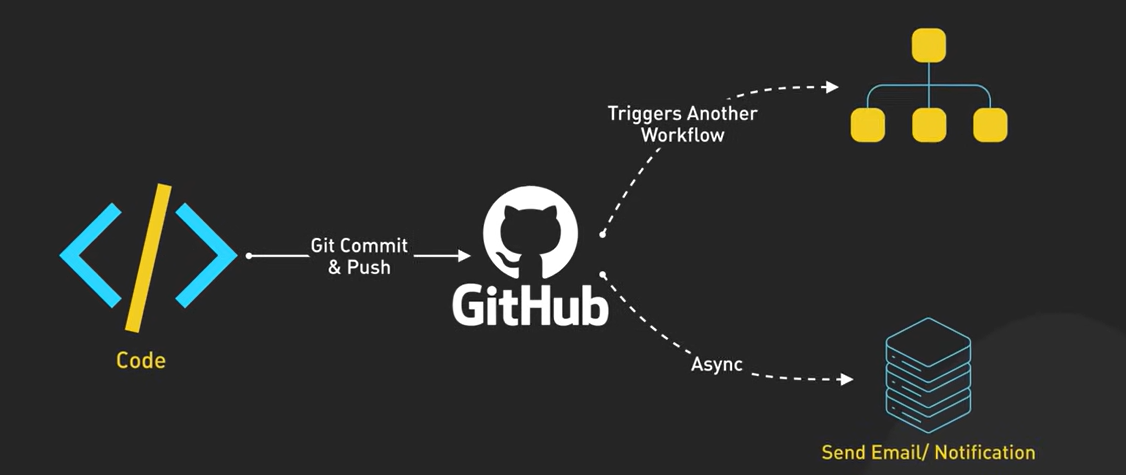 Code
Git Commit
& Push
GitHub
Triggers Another
Workflow
Async
Send Email/ Notification